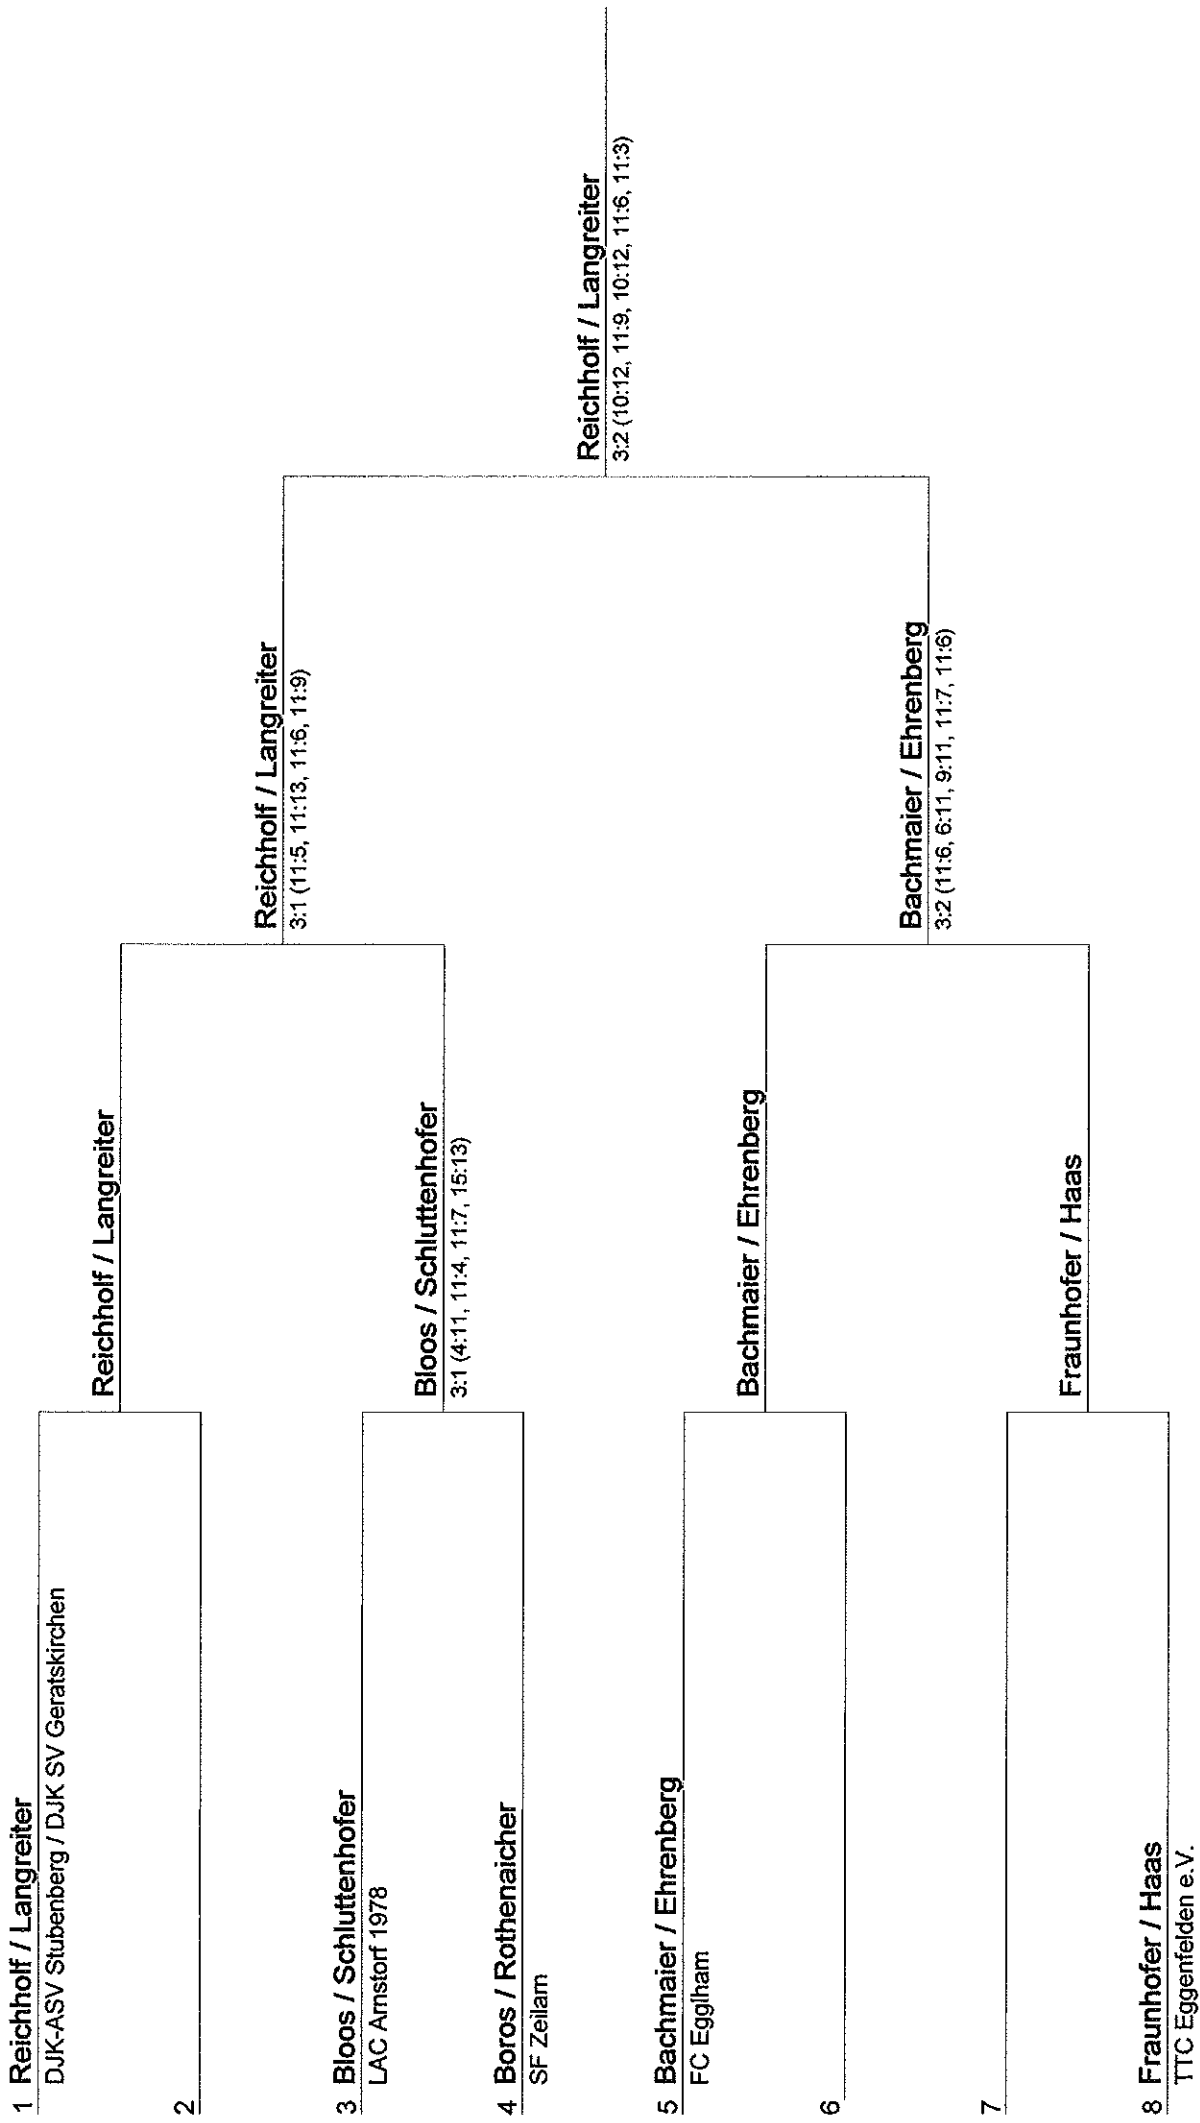 1 Reichholf / Langreiter
DJK-ASV Stubenberg / DJK SV Geratskirchen
2
3 Bloos / Schluttenhofer
LAC Arnstorf 1978
4 Boros / Rothenaicher
SF Zeilarn
5 Bachmaier / Ehrenberg
FC Egglham
6
7
8 Fraunhofer / Haas
TTC Eggenfelden e.V.
Reichholf / Langreiter
Bloos / Schluttenhofer
3:1 (4:11, 11:4, 11:7, 15:13)
Bachmaier / Ehrenberg
Fraunhofer / Haas
Reichholf / Langreiter
3:1 (11:5, 11:13, 11:6, 11:9)
Bachmaier / Ehrenberg
3:2 (11:6, 6:11, 9:11, 11:7, 11:6)
Reichholf / Langreiter
3:2 (10:12, 11:9, 10:12, 11:6, 11:3)